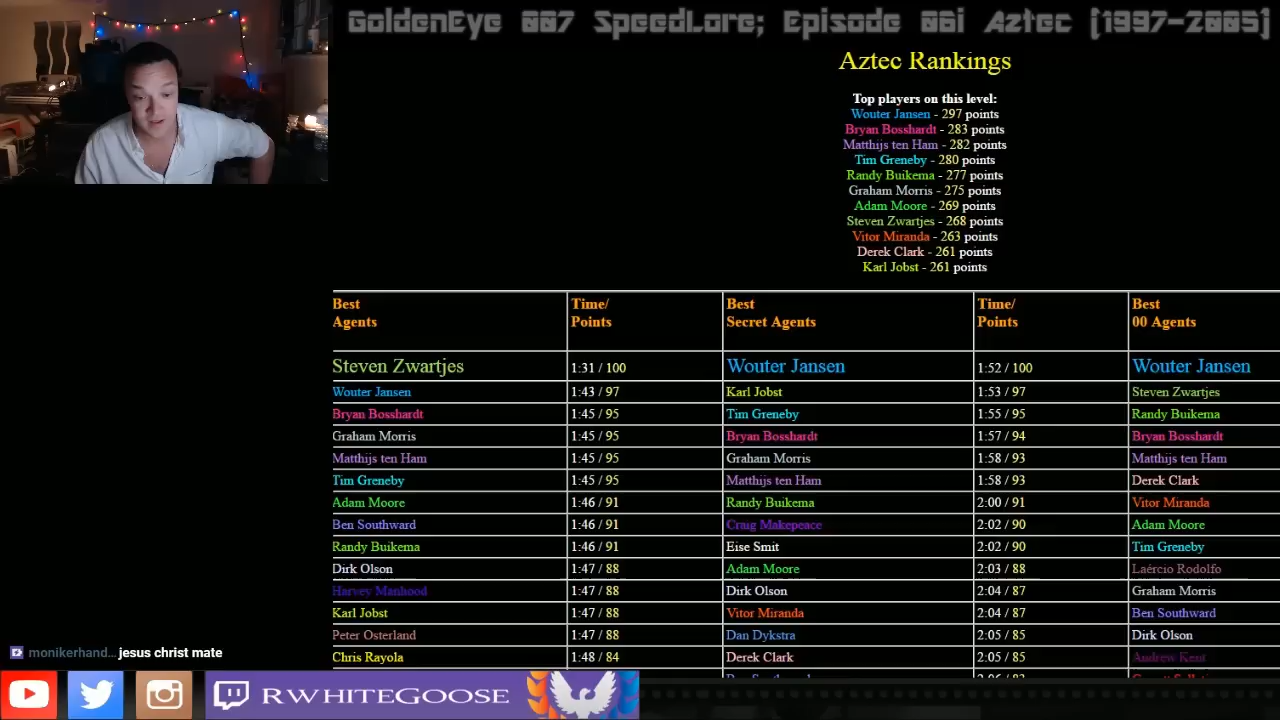 GoldenEye 007 SpeedLore; Episode 06i Aztec [1997-2005]
Aztec Rankings
Top players on this level:
Wouter Jansen - 297 points
Bryan Bosshardt - 283 points
Matthijs ten Ham - 282 points
Tim Greneby - 280 points
Randy Buikema - 277 points
Graham Morris - 275 points
Adam Moore - 269 points
Steven Zwartjes - 268 points
Vitor Miranda - 263 points
Derek Clark - 261 points
Karl Jobst - 261 points
Best Agents Time/ Points Best Secret Agents Time/ Points Best 00 Agents
Steven Zwartjes 1:31 / 100 Wouter Jansen 1:52 / 100 Wouter Jansen
Wouter Jansen 1:43 / 97 Karl Jobst 1:53 / 97 Steven Zwartjes
Bryan Bosshardt 1:45 / 95 Tim Greneby 1:55 / 95 Randy Buikema
Graham Morris 1:45 / 95 Bryan Bosshardt 1:57 / 94 Bryan Bosshardt
Matthijs ten Ham 1:45 / 95 Graham Morris 1:58 / 93 Matthijs ten Ham
Tim Greneby 1:45 / 95 Matthijs ten Ham 1:58 / 93 Derek Clark
Adam Moore 1:46 / 91 Randy Buikema 2:00 / 91 Vitor Miranda
Ben Southward 1:46 / 91 Craig Makepeace 2:02 / 90 Adam Moore
Randy Buikema 1:46 / 91 Eise Smit 2:02 / 90 Tim Greneby
Dirk Olson 1:47 / 88 Adam Moore 2:03 / 88 Laércio Rodolfo
Harvey Manhood 1:47 / 88 Dirk Olson 2:04 / 87 Graham Morris
Karl Jobst 1:47 / 88 Vitor Miranda 2:04 / 87 Ben Southward
Peter Osterland 1:47 / 88 Dan Dykstra 2:05 / 85 Dirk Olson
Chris Rayola 1:48 / 84 Derek Clark 2:05 / 85 Andrew Kent
monikerhand... jesus christ mate
RWHITEGOOSE